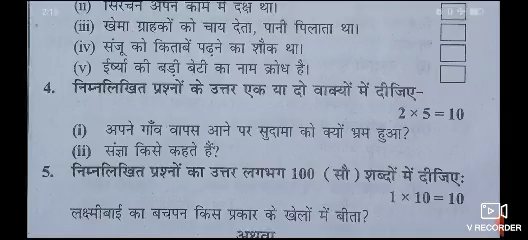 2:19
(ii) सिरचन अपने काम में दक्ष था।
(iii) खेमा ग्राहकों को चाय देता, पानी पिलाता था।
(iv) संजू को किताबें पढ़ने का शौक था।
(v) ईर्ष्या की बड़ी बेटी का नाम क्रोध है।
4. निम्नलिखित प्रश्नों के उत्तर एक या दो वाक्यों में दीजिए-
2 × 5 = 10
(i) अपने गाँव वापस आने पर सुदामा को क्यों भ्रम हुआ?
(ii) संज्ञा किसे कहते हैं?
5. निम्नलिखित प्रश्नों का उत्तर लगभग 100 ( सौ ) शब्दों में दीजिए:
1 × 10 = 10
लक्ष्मीबाई का बचपन किस प्रकार के खेलों में बीता?
अथवा
V RECORDER